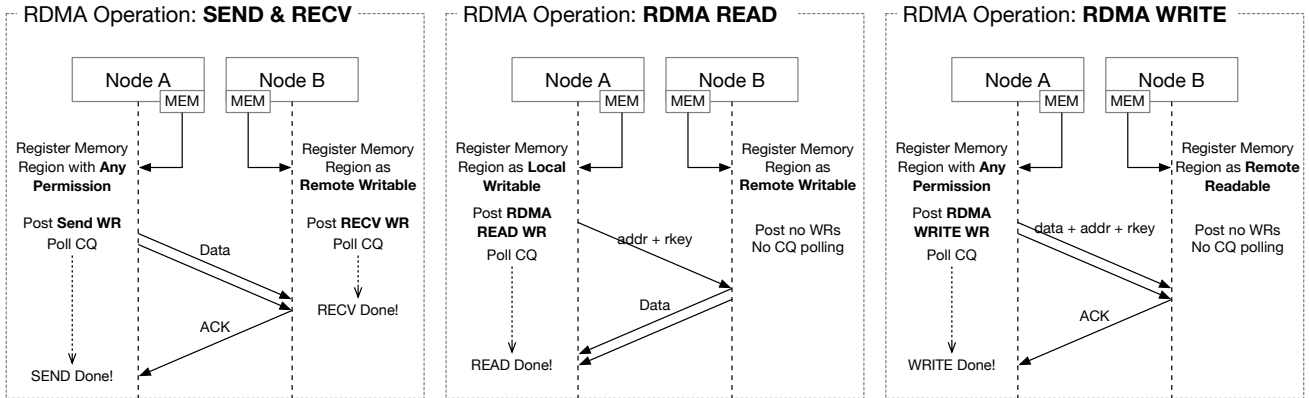 RDMA Operation: SEND & RECV
Node A
Node B
MEM
MEM
Register Memory
Region with Any
Permission
Register Memory
Region as
Remote Writable
Post Send WR
Poll CQ
Data
Post RECV WR
Poll CQ
RECV Done!
ACK
SEND Done!
RDMA Operation: RDMA READ
Node A
Node B
MEM
MEM
Register Memory
Region as Local
Writable
Register Memory
Region as
Remote Writable
Post RDMA
READ WR
Poll CQ
addr + rkey
Post no WRs
No CQ polling
Data
READ Done!
RDMA Operation: RDMA WRITE
Node A
Node B
MEM
MEM
Register Memory
Region with Any
Permission
Register Memory
Region as Remote
Readable
Post RDMA
WRITE WR
Poll CQ
data + addr + rkey
Post no WRs
No CQ polling
ACK
WRITE Done!